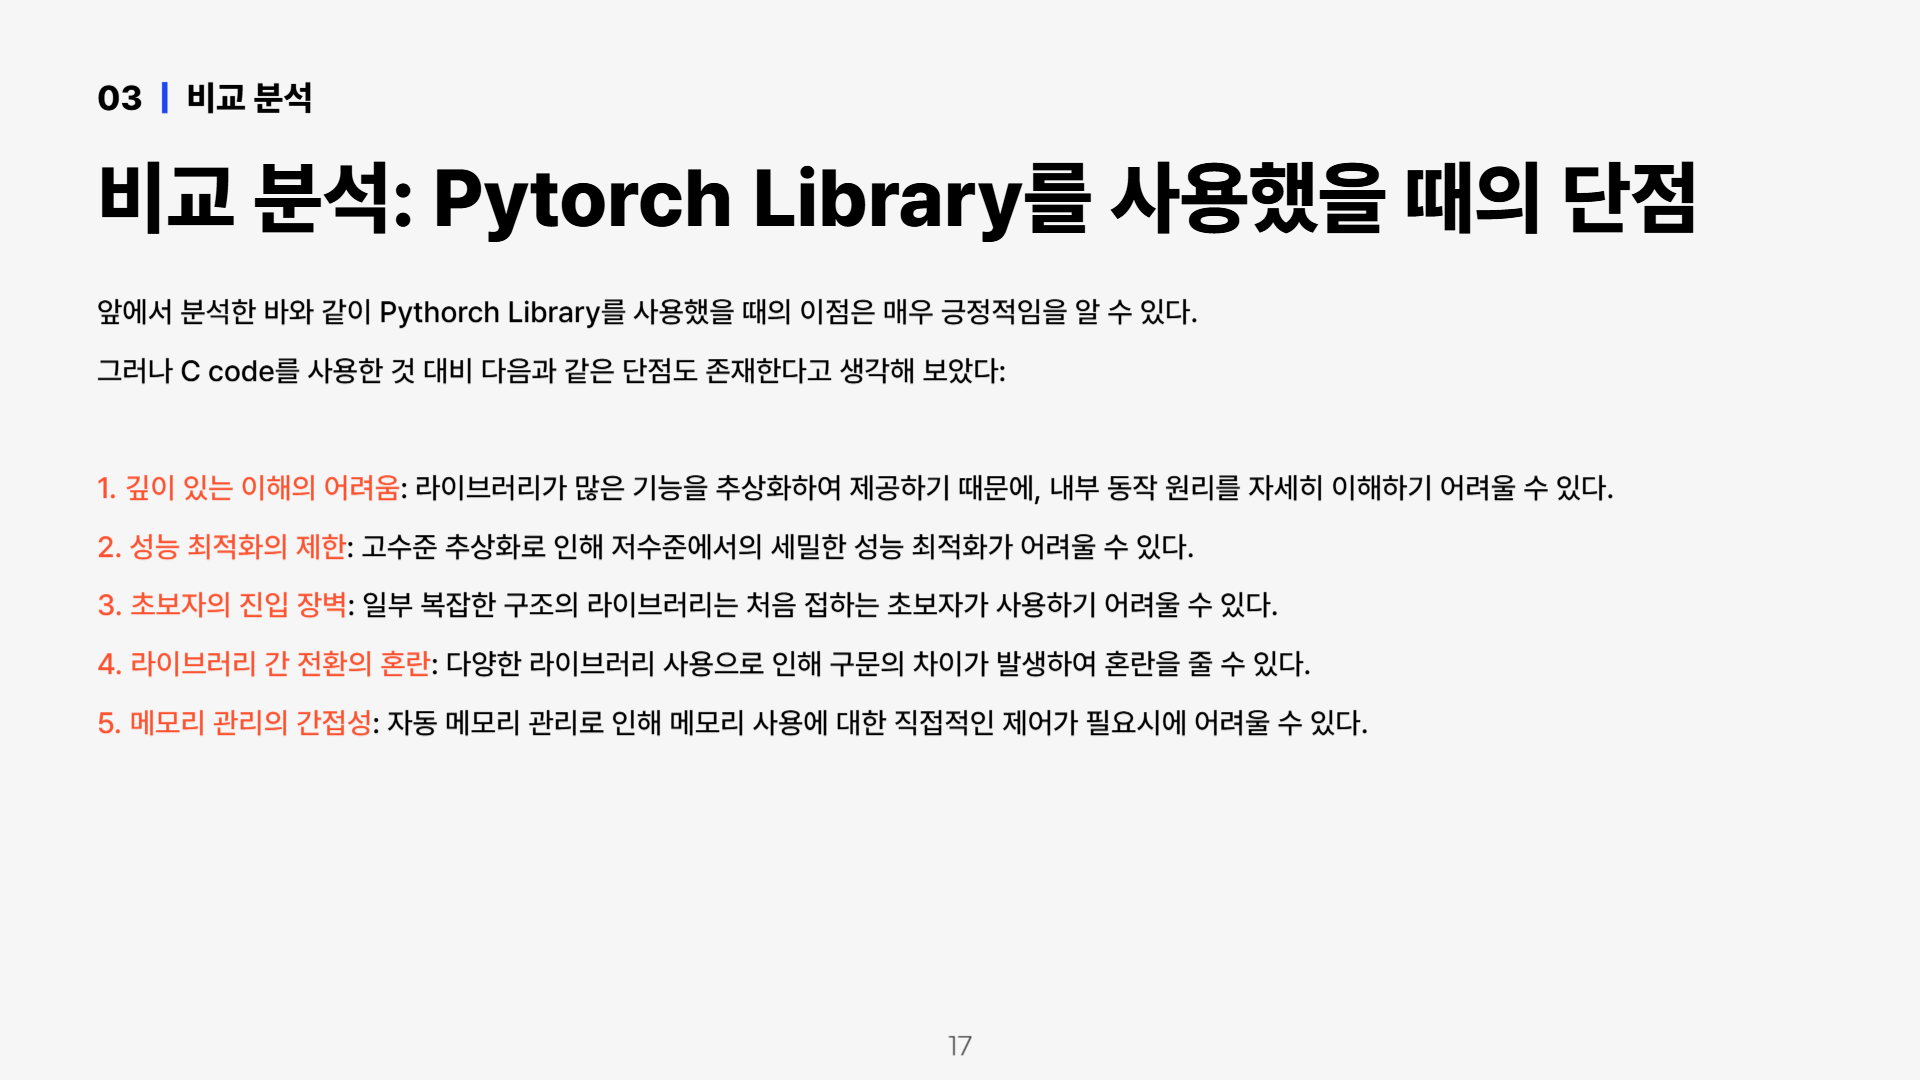 03 | 비교 분석
비교 분석: Pytorch Library를 사용했을 때의 단점
앞에서 분석한 바와 같이 Pythorch Library를 사용했을 때의 이점은 매우 긍정적임을 알 수 있다.
그러나 C code를 사용한 것 대비 다음과 같은 단점도 존재한다고 생각해 보았다:
1. 깊이 있는 이해의 어려움: 라이브러리가 많은 기능을 추상화하여 제공하기 때문에, 내부 동작 원리를 자세히 이해하기 어려울 수 있다.
2. 성능 최적화의 제한: 고수준 추상화로 인해 저수준에서의 세밀한 성능 최적화가 어려울 수 있다.
3. 초보자의 진입 장벽: 일부 복잡한 구조의 라이브러리는 처음 접하는 초보자가 사용하기 어려울 수 있다.
4. 라이브러리 간 전환의 혼란: 다양한 라이브러리 사용으로 인해 구문의 차이가 발생하여 혼란을 줄 수 있다.
5. 메모리 관리의 간접성: 자동 메모리 관리로 인해 메모리 사용에 대한 직접적인 제어가 필요시에 어려울 수 있다.
17